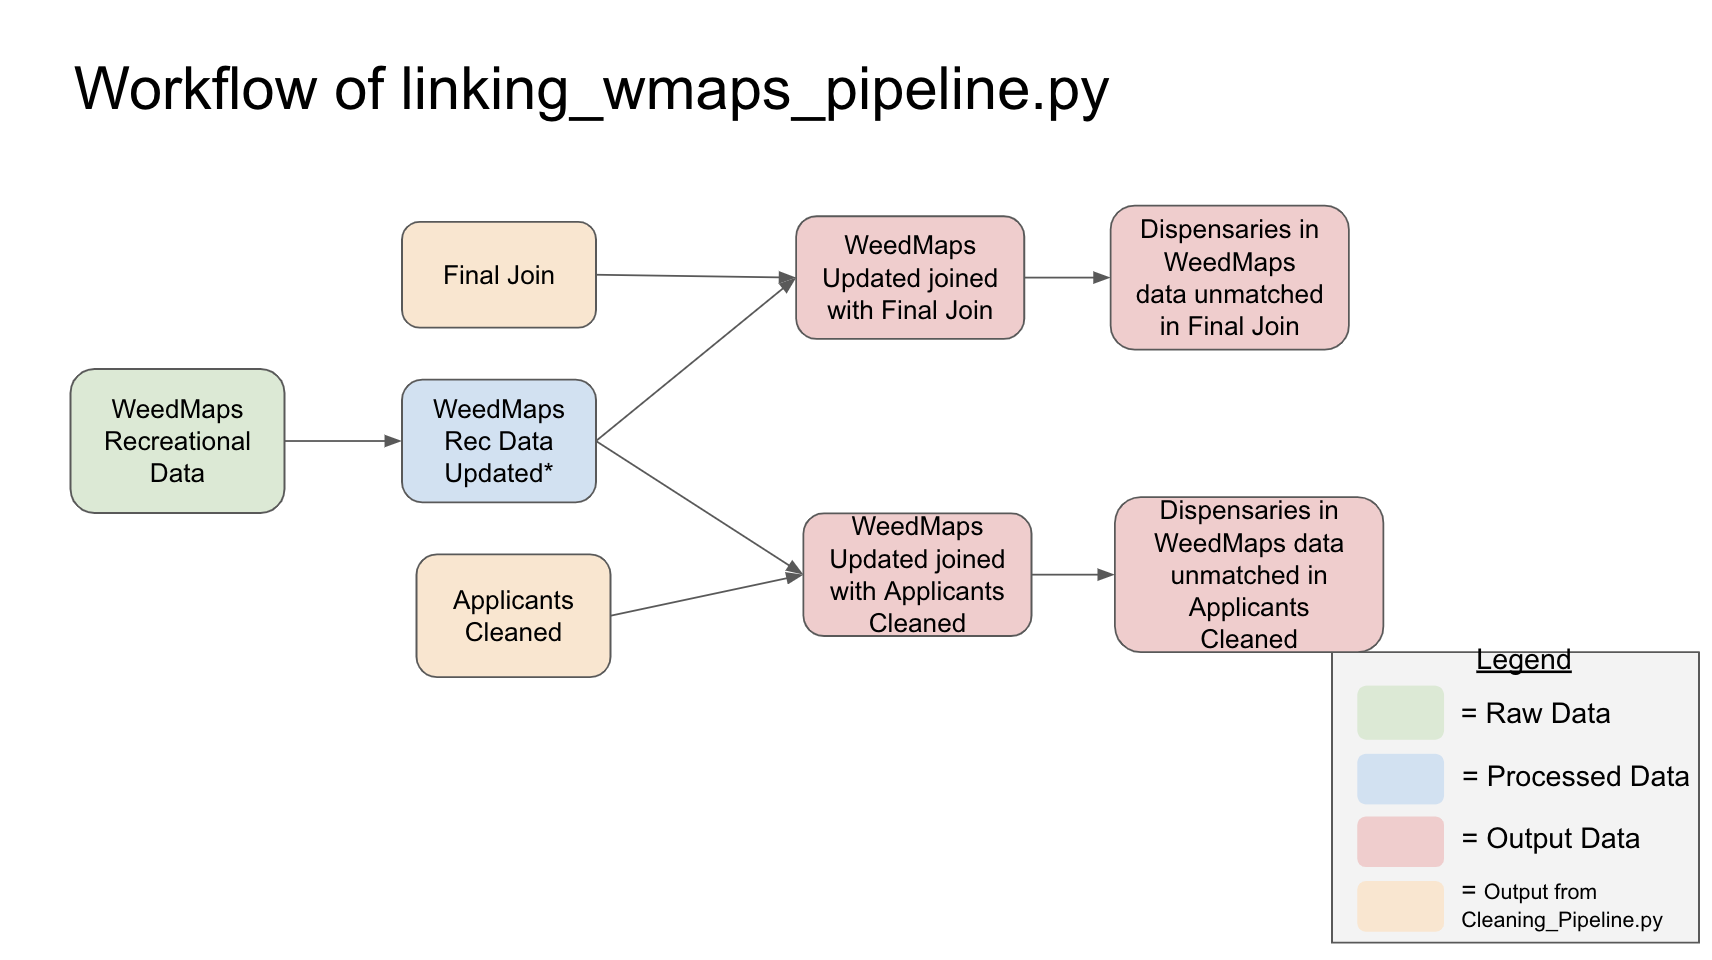 Workflow of linking_wmaps_pipeline.py
Final Join
WeedMaps
Updated joined
with Final Join
Dispensaries in
WeedMaps
data unmatched
in Final Join
WeedMaps
Recreational
Data
WeedMaps
Rec Data
Updated*
Applicants
Cleaned
WeedMaps
Updated joined
with Applicants
Cleaned
Dispensaries in
WeedMaps data
unmatched in
Applicants
Cleaned
Legend
= Raw Data
= Processed Data
= Output Data
= Output from
Cleaning_Pipeline.py